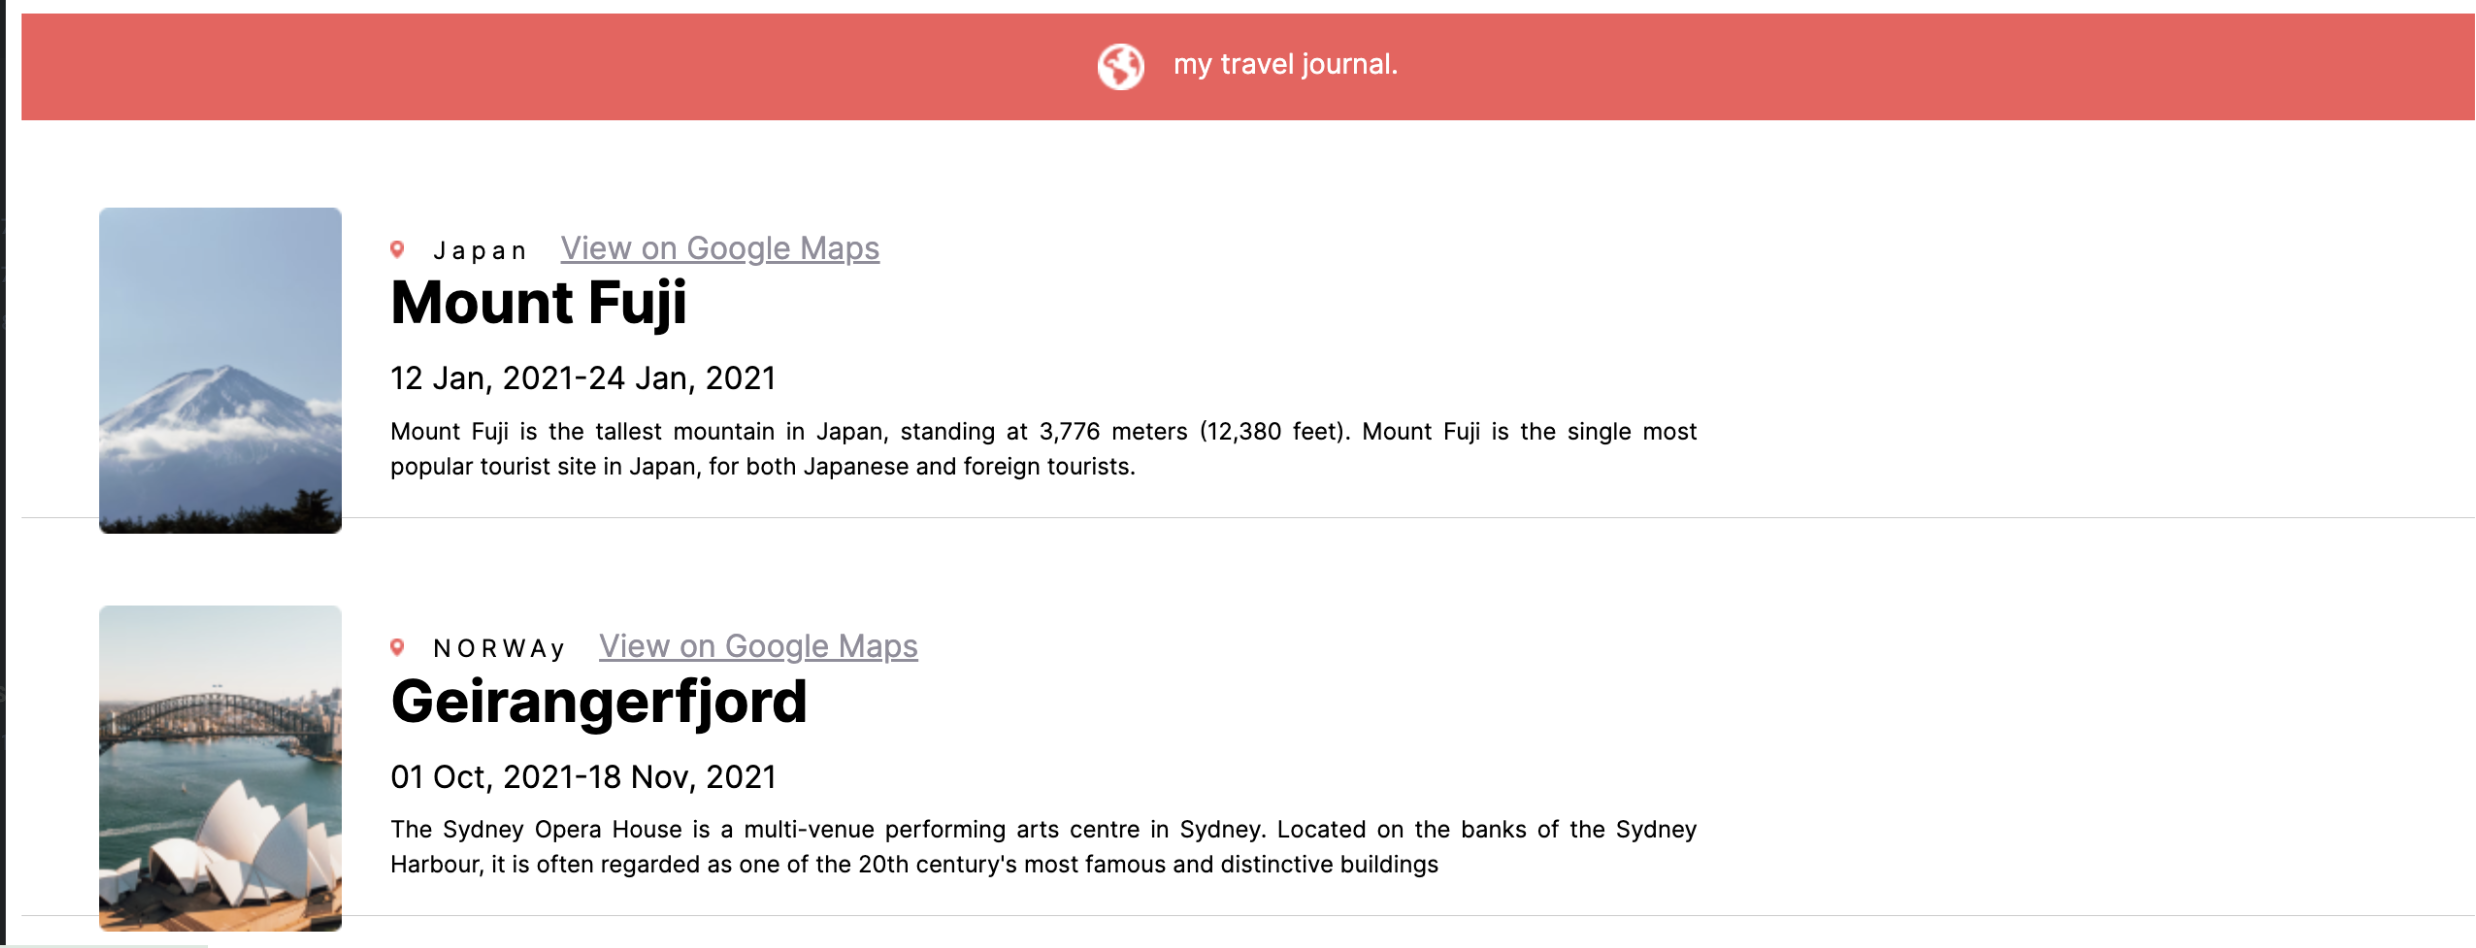 my travel journal.
Japan View on Google Maps
Mount Fuji
12 Jan, 2021-24 Jan, 2021
Mount Fuji is the tallest mountain in Japan, standing at 3,776 meters (12,380 feet). Mount Fuji is the single most
popular tourist site in Japan, for both Japanese and foreign tourists.
NORWAy View on Google Maps
Geirangerfjord
01 Oct, 2021-18 Nov, 2021
The Sydney Opera House is a multi-venue performing arts centre in Sydney. Located on the banks of the Sydney
Harbour, it is often regarded as one of the 20th century's most famous and distinctive buildings